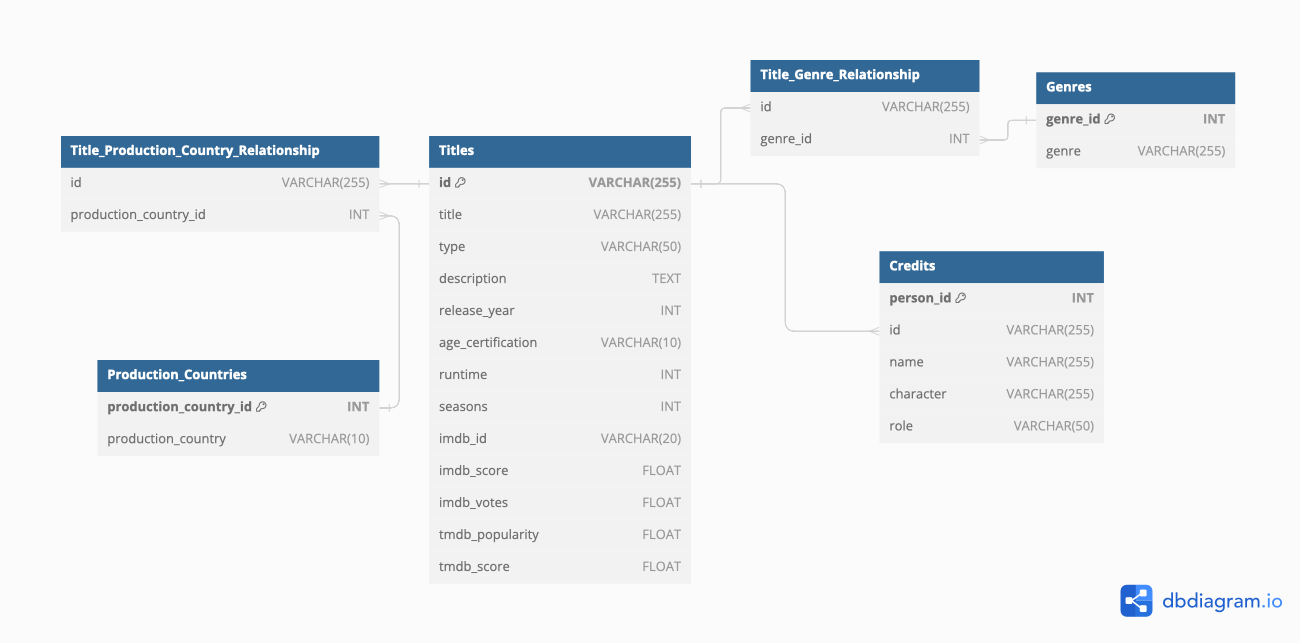 Title_Production_Country_Relationship
id VARCHAR(255)
production_country_id INT
Production_Countries
production_country_id INT
production_country VARCHAR(10)
Titles
id VARCHAR(255)
title VARCHAR(255)
type VARCHAR(50)
description TEXT
release_year INT
age_certification VARCHAR(10)
runtime INT
seasons INT
imdb_id VARCHAR(20)
imdb_score FLOAT
imdb_votes FLOAT
tmdb_popularity FLOAT
tmdb_score FLOAT
Title_Genre_Relationship
id VARCHAR(255)
genre_id INT
Genres
genre_id INT
genre VARCHAR(255)
Credits
person_id INT
id VARCHAR(255)
name VARCHAR(255)
character VARCHAR(255)
role VARCHAR(50)
dbdiagram.io